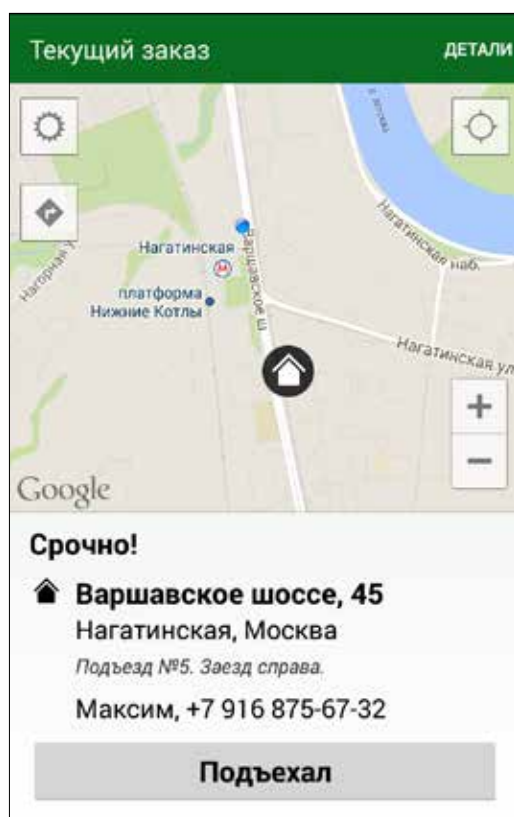 Текущий заказ
ДЕТАЛИ
р. Москва
Нагатинская наб.
Нагатинская
М
Нагорная у
Варшавское ш
платформа
Нижние Котлы
Нагатинская ул
+
−
Google
Срочно!
Варшавское шоссе, 45
Нагатинская, Москва
Подъезд №5. Заезд справа.
Максим, +7 916 875-67-32
Подъехал